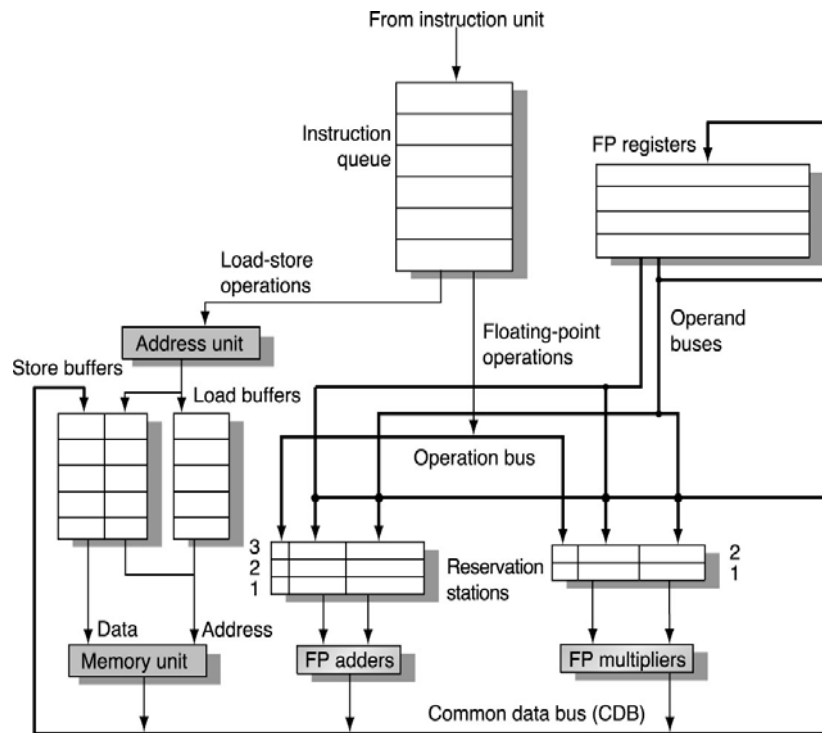 From instruction unit
Instruction
queue
FP registers
Load-store
operations
Address unit
Floating-point
operations
Operand
buses
Store buffers
Load buffers
Operation bus
3
2
1
Reservation
stations
2
1
Data
Address
Memory unit
FP adders
FP multipliers
Common data bus (CDB)